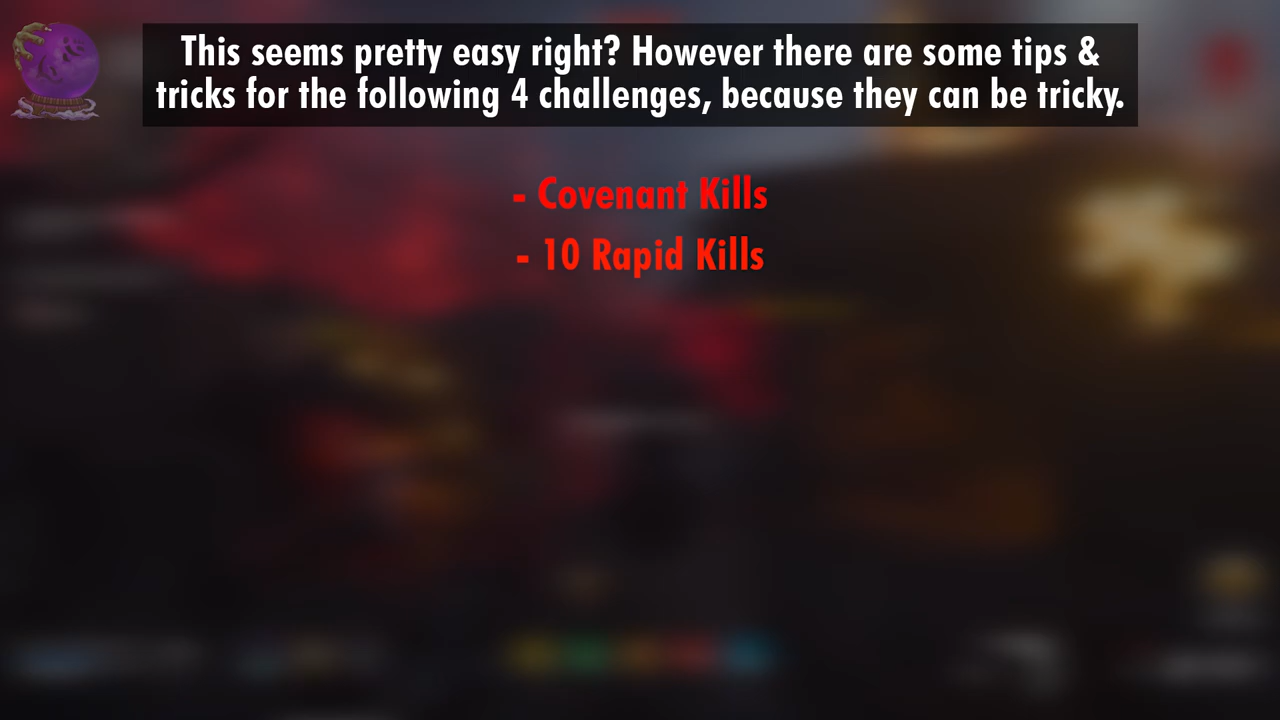 This seems pretty easy right? However there are some tips &
tricks for the following 4 challenges, because they can be tricky.
- Covenant Kills
- 10 Rapid Kills